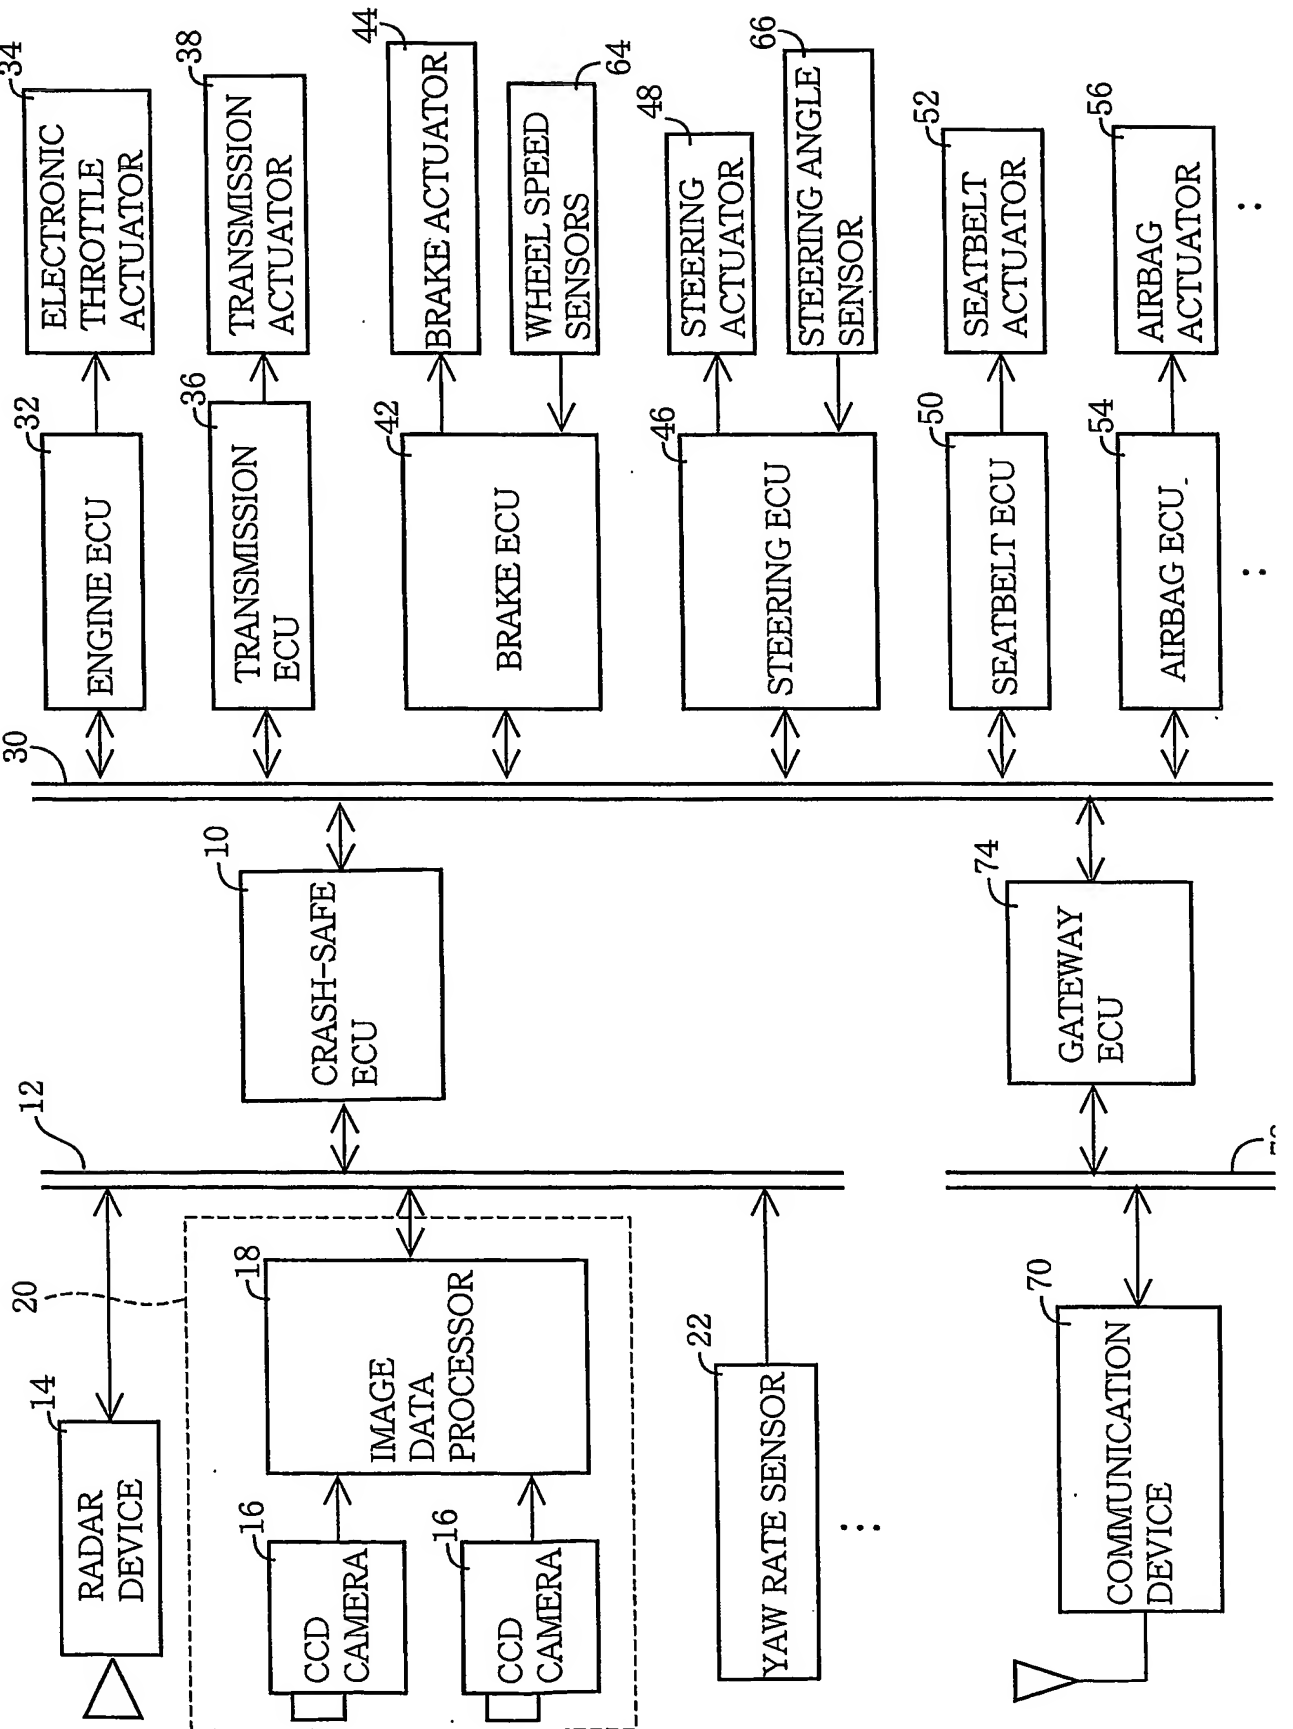 14
RADAR
DEVICE
20
16
CCD
CAMERA
16
CCD
CAMERA
18
IMAGE
DATA
PROCESSOR
22
YAW RATE SENSOR
70
COMMUNICATION
DEVICE
12
10
CRASH-SAFE
ECU
74
GATEWAY
ECU
30
32
ENGINE ECU
36
TRANSMISSION
ECU
42
BRAKE ECU
46
STEERING ECU
50
SEATBELT ECU
54
AIRBAG ECU
34
ELECTRONIC
THROTTLE
ACTUATOR
38
TRANSMISSION
ACTUATOR
44
BRAKE ACTUATOR
64
WHEEL SPEED
SENSORS
48
STEERING
ACTUATOR
66
STEERING ANGLE
SENSOR
52
SEATBELT
ACTUATOR
56
AIRBAG
ACTUATOR